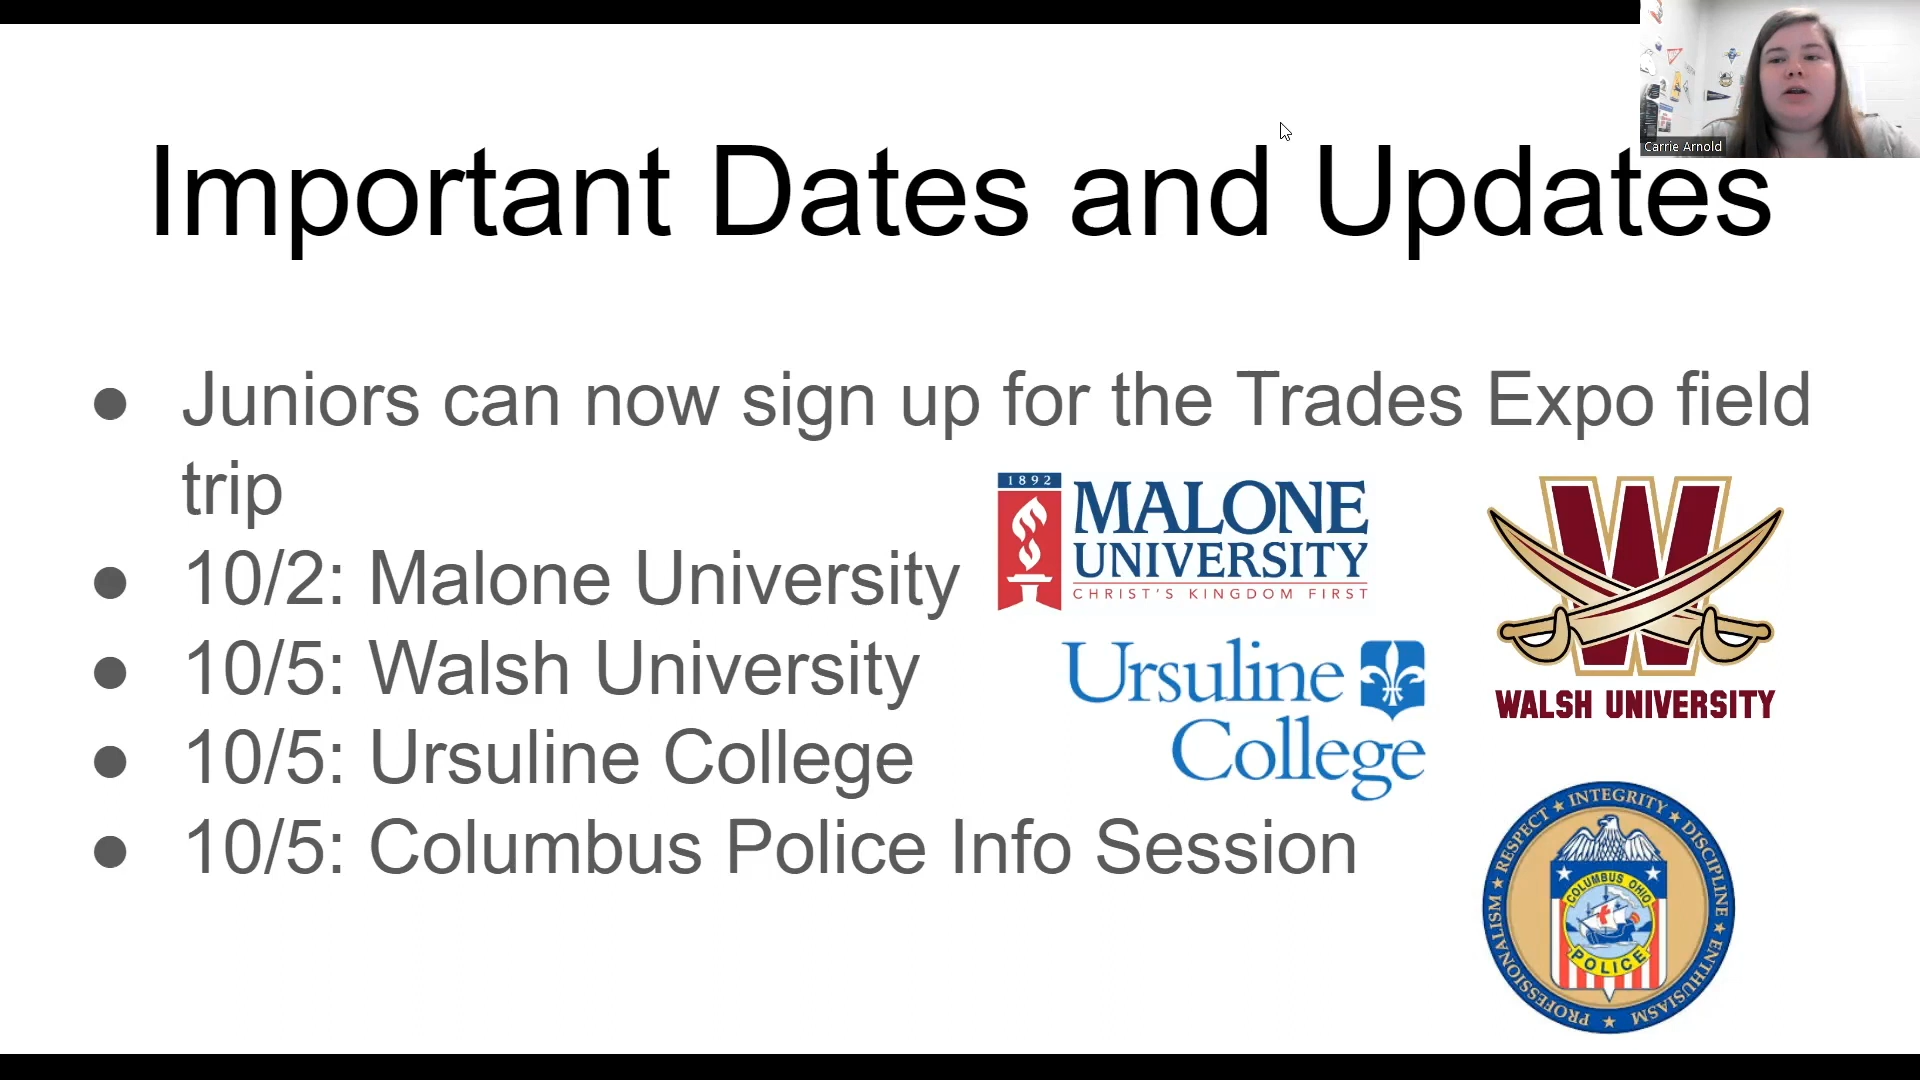 Carrie Arnold
Important Dates and Updates
● Juniors can now sign up for the Trades Expo field
trip
● 10/2: Malone University
● 10/5: Walsh University
● 10/5: Ursuline College
● 10/5: Columbus Police Info Session
1892
MALONE
UNIVERSITY
CHRIST'S KINGDOM FIRST
W
WALSH UNIVERSITY
Ursuline
College
PROFESSIONALISM ★ RESPECT ★ INTEGRITY ★ DISCIPLINE ★ ENTHUSIASM ★
COLUMBUS OHIO
POLICE